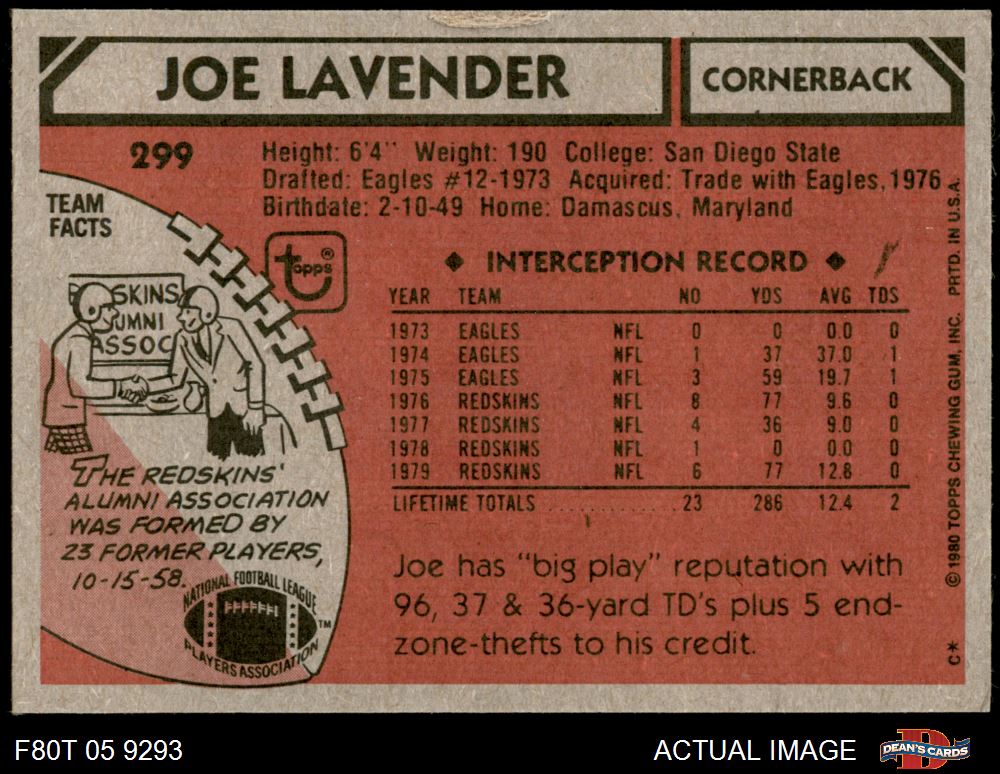 JOE LAVENDER
CORNERBACK
299
Height: 6'4" Weight: 190 College: San Diego State
Drafted: Eagles #12-1973 Acquired: Trade with Eagles, 1976
Birthdate: 2-10-49 Home: Damascus, Maryland
TEAM
FACTS
topps®
SKINS
UMNI
ASSOC
THE REDSKINS'
ALUMNI ASSOCIATION
WAS FORMED BY
23 FORMER PLAYERS,
10-15-58.
NATIONAL FOOTBALL LEAGUE
PLAYERS ASSOCIATION
TM
◆ INTERCEPTION RECORD ◆
YEAR TEAM NO YDS AVG TDS
1973 EAGLES NFL 0 0 0.0 0
1974 EAGLES NFL 1 37 37.0 1
1975 EAGLES NFL 3 59 19.7 1
1976 REDSKINS NFL 8 77 9.6 0
1977 REDSKINS NFL 4 36 9.0 0
1978 REDSKINS NFL 1 0 0.0 0
1979 REDSKINS NFL 6 77 12.8 0
LIFETIME TOTALS ............ 23 286 12.4 2
Joe has "big play" reputation with
96, 37 & 36-yard TD's plus 5 end-
zone-thefts to his credit.
© 1980 TOPPS CHEWING GUM, INC. PRTD. IN U.S.A.
C*
F80T 05 9293
ACTUAL IMAGE
DEAN'S CARDS